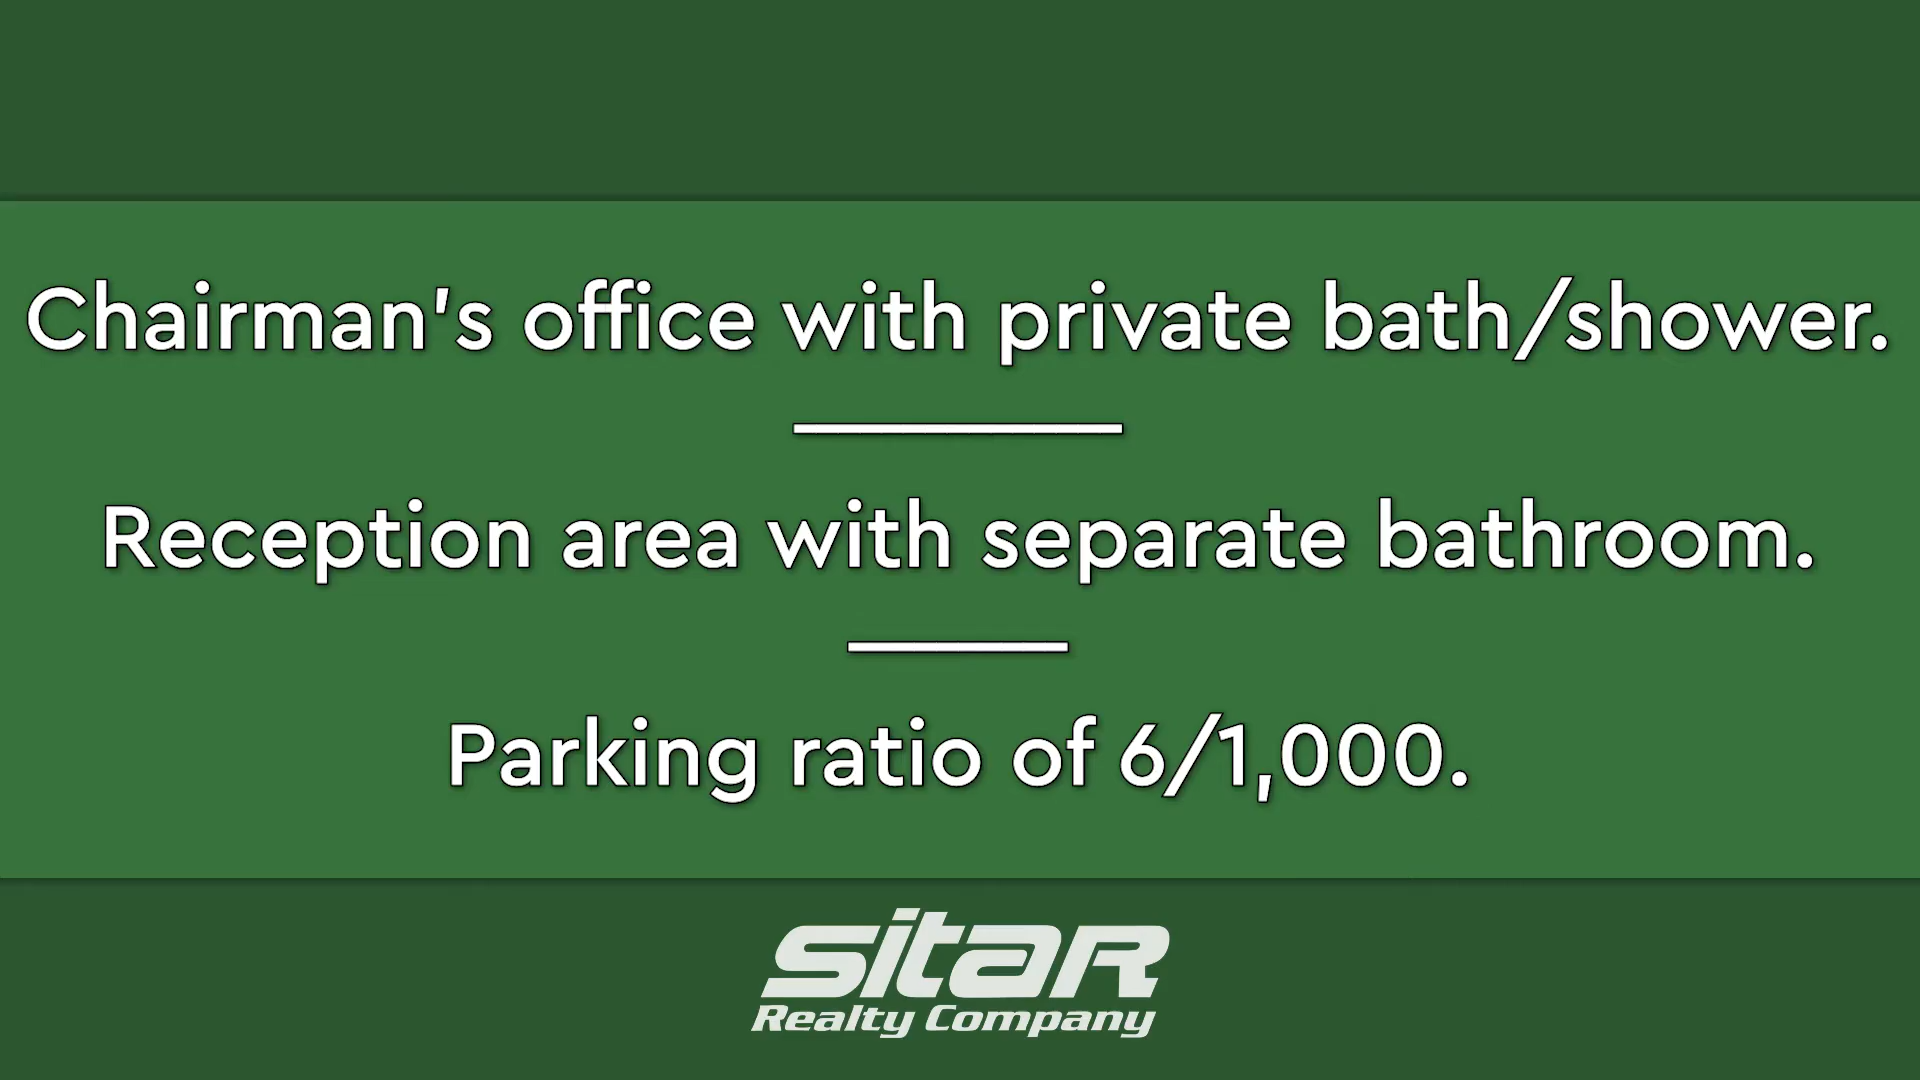 Chairman's office with private bath/shower.
Reception area with separate bathroom.
Parking ratio of 6/1,000.
sitaR
Realty Company